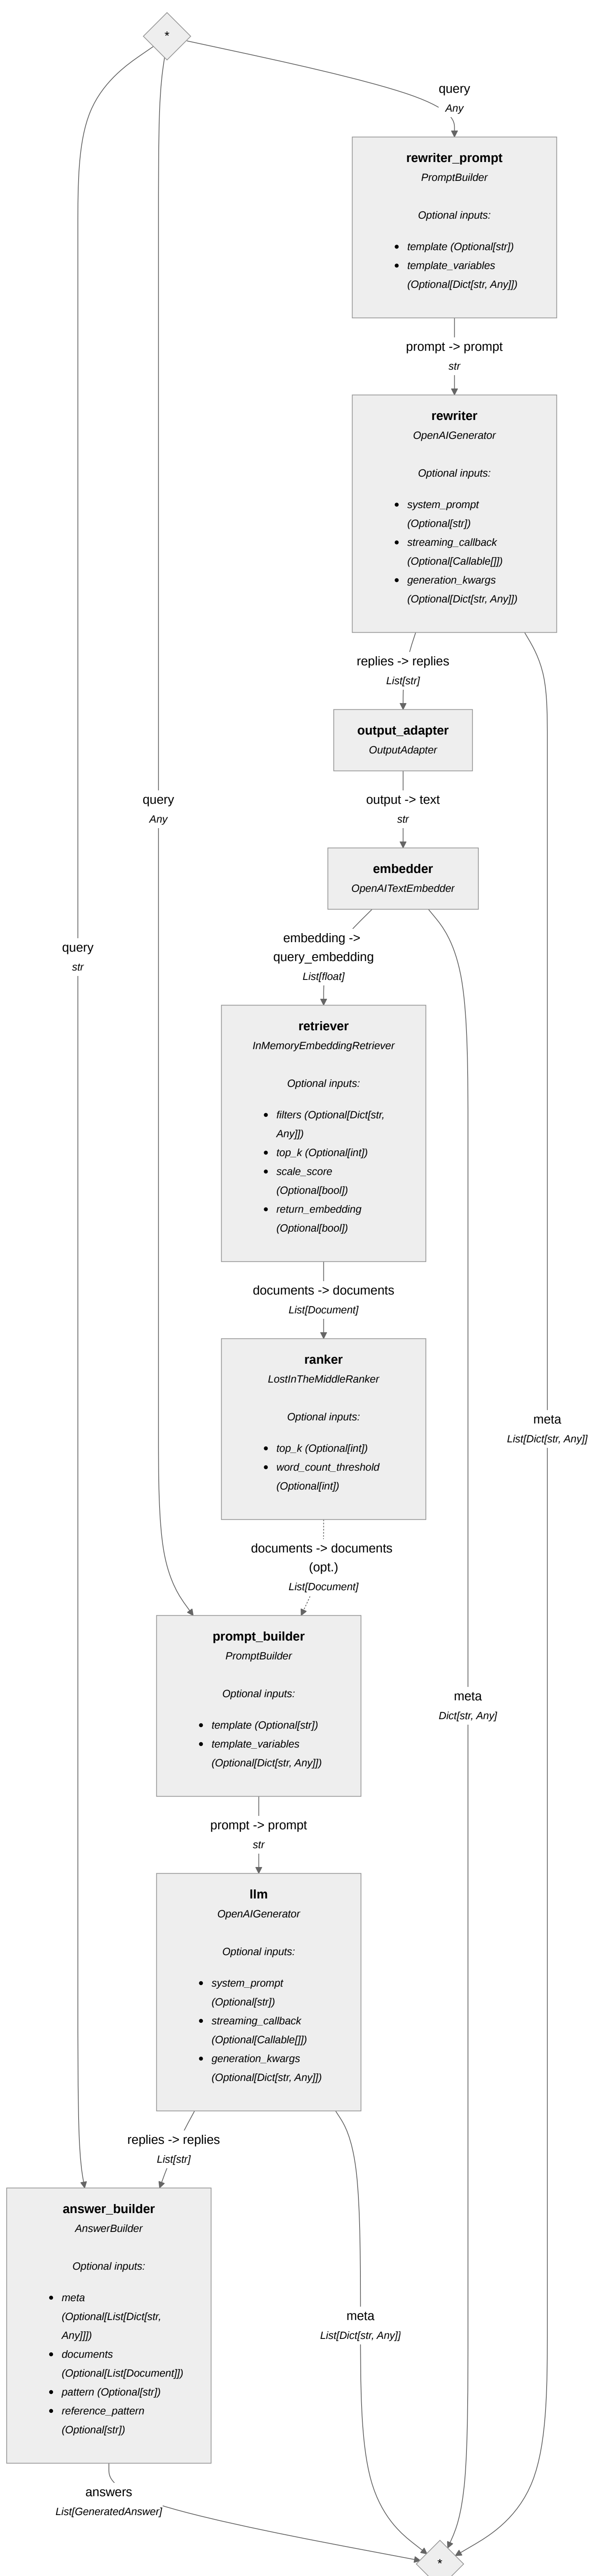 *
query
Any
rewriter_prompt
PromptBuilder
Optional inputs:
template (Optional[str])
template_variables
(Optional[Dict[str, Any]])
prompt -> prompt
str
rewriter
OpenAIGenerator
Optional inputs:
system_prompt
(Optional[str])
streaming_callback
(Optional[Callable[]])
generation_kwargs
(Optional[Dict[str, Any]])
replies -> replies
List[str]
output_adapter
OutputAdapter
query
Any
output -> text
str
embedder
OpenAITextEmbedder
query
str
embedding ->
query_embedding
List[float]
retriever
InMemoryEmbeddingRetriever
Optional inputs:
filters (Optional[Dict[str,
Any]])
top_k (Optional[int])
scale_score
(Optional[bool])
return_embedding
(Optional[bool])
documents -> documents
List[Document]
ranker
LostInTheMiddleRanker
Optional inputs:
top_k (Optional[int])
word_count_threshold
(Optional[int])
meta
List[Dict[str, Any]]
documents -> documents
(opt.)
List[Document]
prompt_builder
PromptBuilder
Optional inputs:
template (Optional[str])
template_variables
(Optional[Dict[str, Any]])
meta
Dict[str, Any]
prompt -> prompt
str
llm
OpenAIGenerator
Optional inputs:
system_prompt
(Optional[str])
streaming_callback
(Optional[Callable[]])
generation_kwargs
(Optional[Dict[str, Any]])
replies -> replies
List[str]
answer_builder
AnswerBuilder
Optional inputs:
meta
(Optional[List[Dict[str,
Any]]])
documents
(Optional[List[Document]])
pattern (Optional[str])
reference_pattern
(Optional[str])
meta
List[Dict[str, Any]]
answers
List[GeneratedAnswer]
*